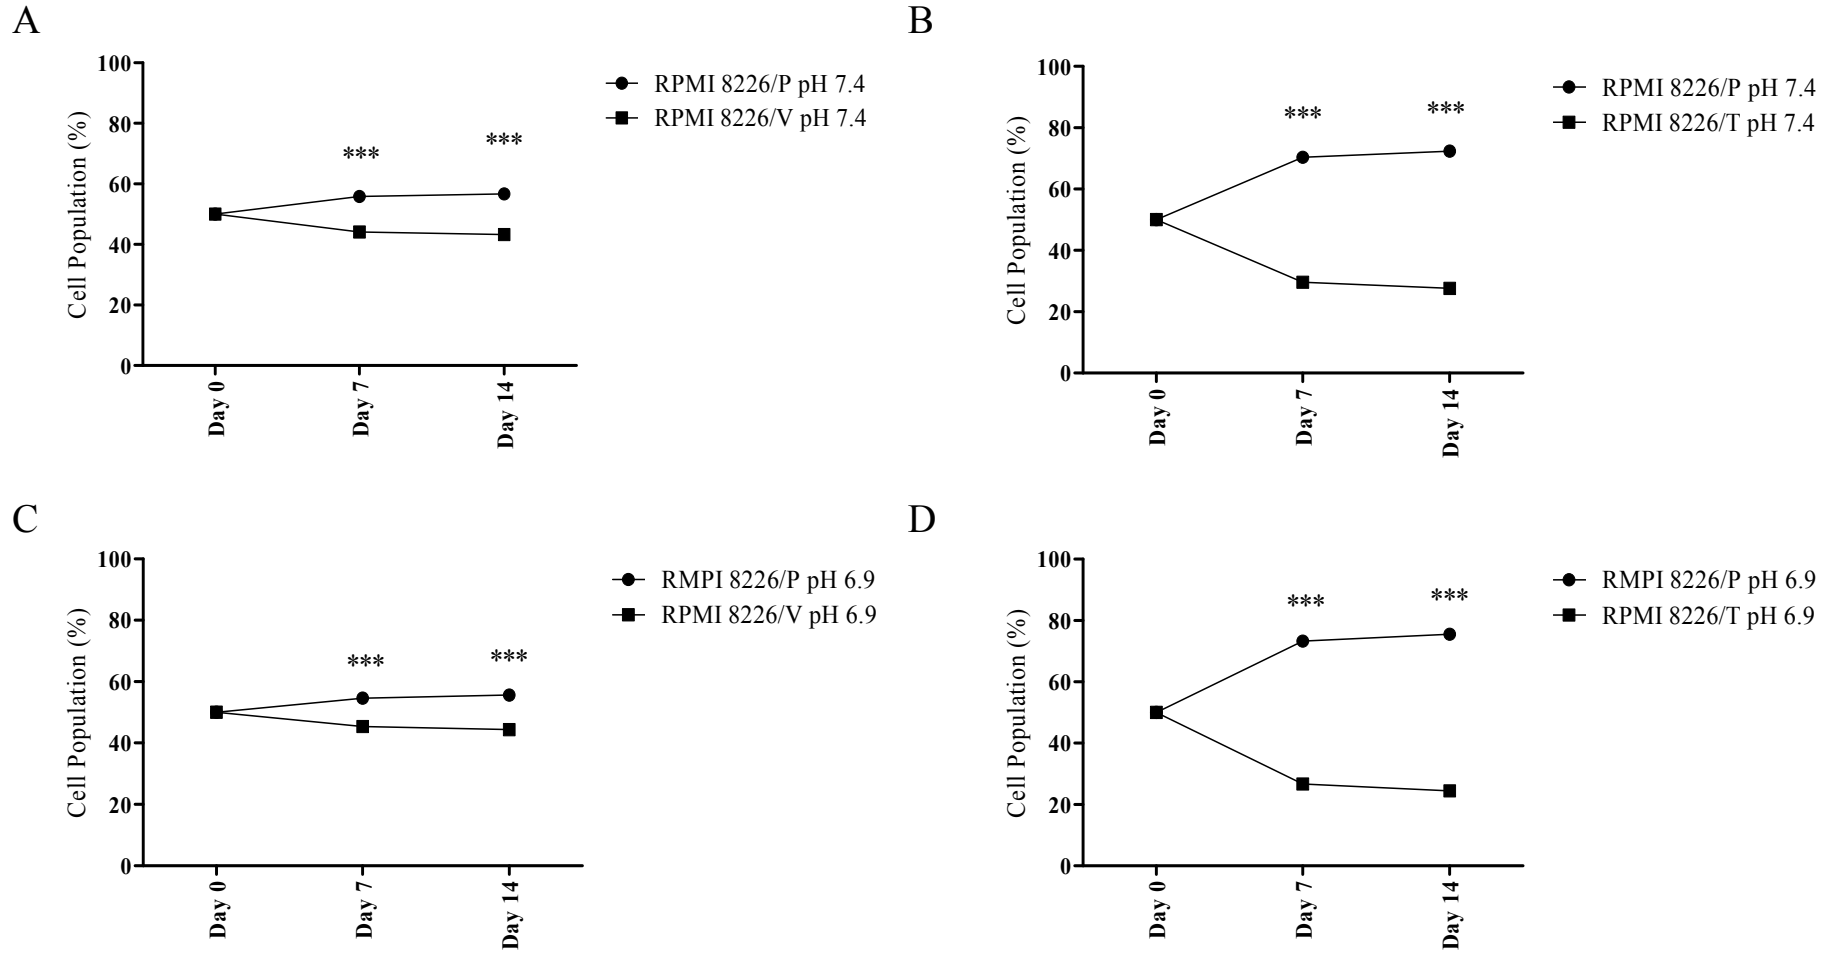 A
100
80
60
40
20
0
Cell Population (%)
Day 0
Day 7
Day 14
***
***
RPMI 8226/P pH 7.4
RPMI 8226/V pH 7.4
B
100
80
60
40
20
0
Cell Population (%)
Day 0
Day 7
Day 14
***
***
RPMI 8226/P pH 7.4
RPMI 8226/T pH 7.4
C
100
80
60
40
20
0
Cell Population (%)
Day 0
Day 7
Day 14
***
***
RMPI 8226/P pH 6.9
RPMI 8226/V pH 6.9
D
100
80
60
40
20
0
Cell Population (%)
Day 0
Day 7
Day 14
***
***
RMPI 8226/P pH 6.9
RPMI 8226/T pH 6.9